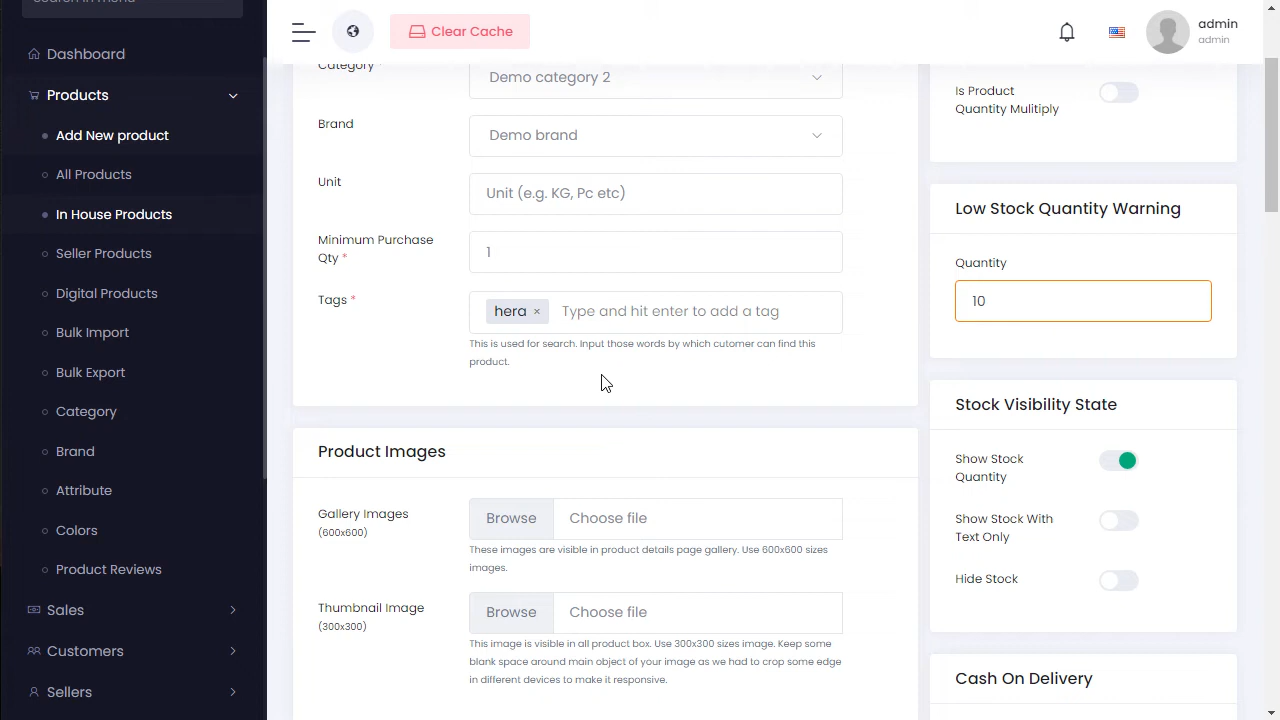 Search in menu
Dashboard
Products
Add New product
All Products
In House Products
Seller Products
Digital Products
Bulk Import
Bulk Export
Category
Brand
Attribute
Colors
Product Reviews
Sales
Customers
Sellers
Clear Cache
admin
admin
Category *
Demo category 2
Brand
Demo brand
Unit
Unit (e.g. KG, Pc etc)
Minimum Purchase
Qty *
1
Tags *
hera ×
Type and hit enter to add a tag
This is used for search. Input those words by which cutomer can find this
product.
Product Images
Gallery Images
(600x600)
Browse
Choose file
These images are visible in product details page gallery. Use 600x600 sizes
images.
Thumbnail Image
(300x300)
Browse
Choose file
This image is visible in all product box. Use 300x300 sizes image. Keep some
blank space around main object of your image as we had to crop some edge
in different devices to make it responsive.
Is Product
Quantity Mulitiply
Low Stock Quantity Warning
Quantity
10
Stock Visibility State
Show Stock
Quantity
Show Stock With
Text Only
Hide Stock
Cash On Delivery